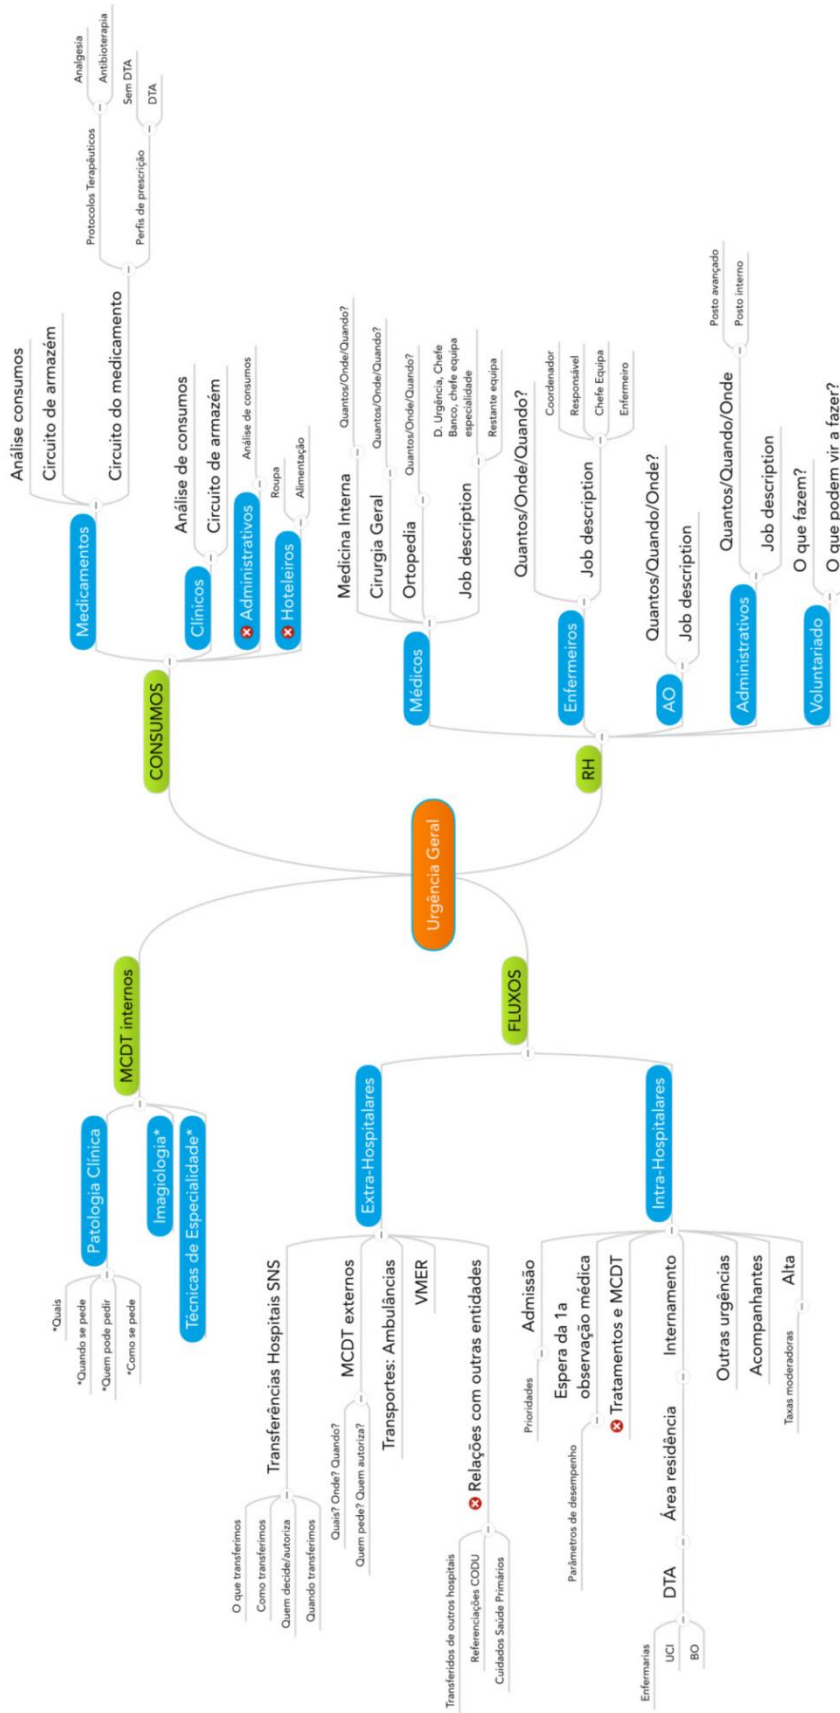 Urgência Geral
MCDT internos
Patologia Clínica
*Quais
*Quando se pede
*Quem pode pedir
*Como se pede
Imagiologia*
Técnicas de Especialidade*
FLUXOS
Extra-Hospitalares
Transferências Hospitais SNS
O que transferimos
Como transferimos
Quem decide/autoriza
Quando transferimos
MCDT externos
Quais? Onde? Quando?
Quem pede? Quem autoriza?
Transportes: Ambulâncias
VMER
Relações com outras entidades
Transferidos de outros hospitais
Referenciações CODU
Cuidados Saúde Primários
Intra-Hospitalares
Admissão
Prioridades
Espera da 1a
observação médica
Parâmetros de desempenho
Tratamentos e MCDT
Internamento
Área residência
DTA
Enfermarias
UCI
BO
Outras urgências
Acompanhantes
Alta
Taxas moderadoras
CONSUMOS
Medicamentos
Análise consumos
Circuito de armazém
Circuito do medicamento
Protocolos Terapêuticos
Analgesia
Antibioterapia
Perfis de prescrição
Sem DTA
DTA
Clínicos
Análise de consumos
Circuito de armazém
Administrativos
Análise de consumos
Hoteleiros
Roupa
Alimentação
RH
Médicos
Medicina Interna
Quantos/Onde/Quando?
Cirurgia Geral
Quantos/Onde/Quando?
Ortopedia
Quantos/Onde/Quando?
Job description
D. Urgência, Chefe
Banco, chefe equipa
especialidade
Restante equipa
Enfermeiros
Quantos/Onde/Quando?
Job description
Coordenador
Responsável
Chefe Equipa
Enfermeiro
AO
Quantos/Quando/Onde?
Job description
Administrativos
Quantos/Quando/Onde
Posto avançado
Posto interno
Job description
Voluntariado
O que fazem?
O que podem vir a fazer?